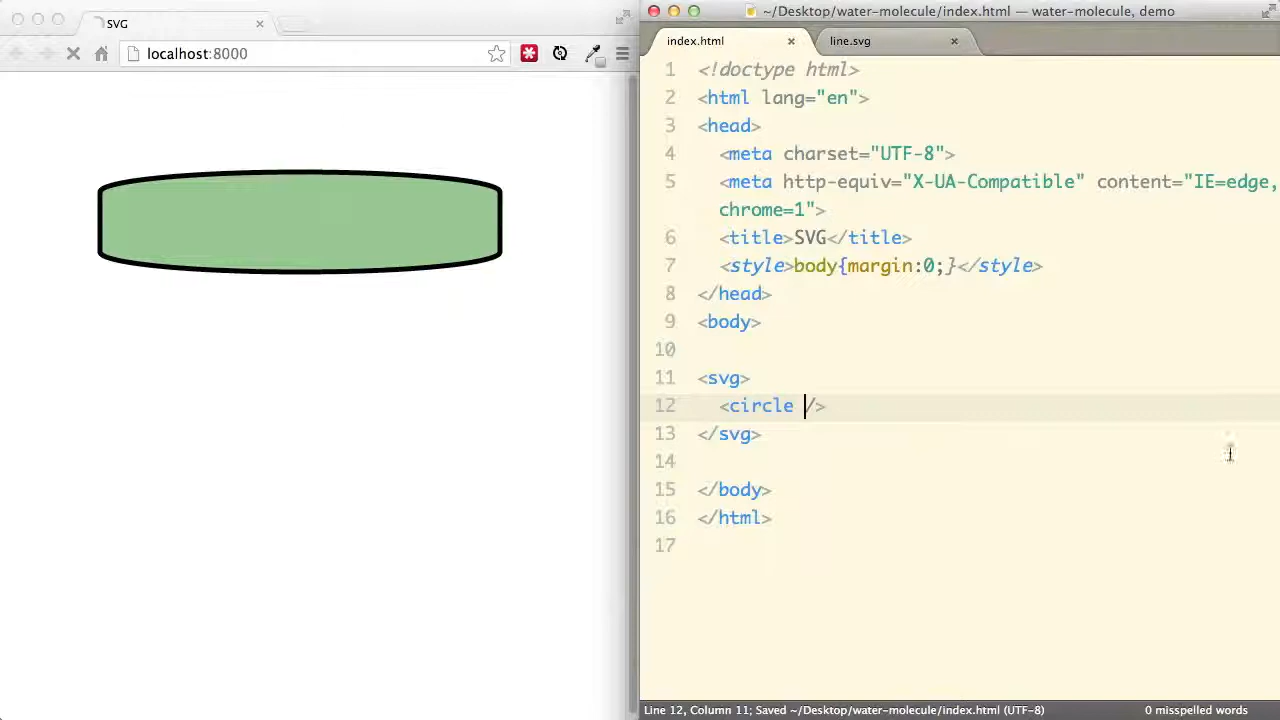 SVG
localhost:8000
~/Desktop/water-molecule/index.html — water-molecule, demo
index.html
line.svg
1 <!doctype html>
2 <html lang="en">
3 <head>
4 <meta charset="UTF-8">
5 <meta http-equiv="X-UA-Compatible" content="IE=edge,
chrome=1">
6 <title>SVG</title>
7 <style>body{margin:0;}</style>
8 </head>
9 <body>
10
11 <svg>
12 <circle />
13 </svg>
14
15 </body>
16 </html>
17
Line 12, Column 11; Saved ~/Desktop/water-molecule/index.html (UTF-8)
0 misspelled words